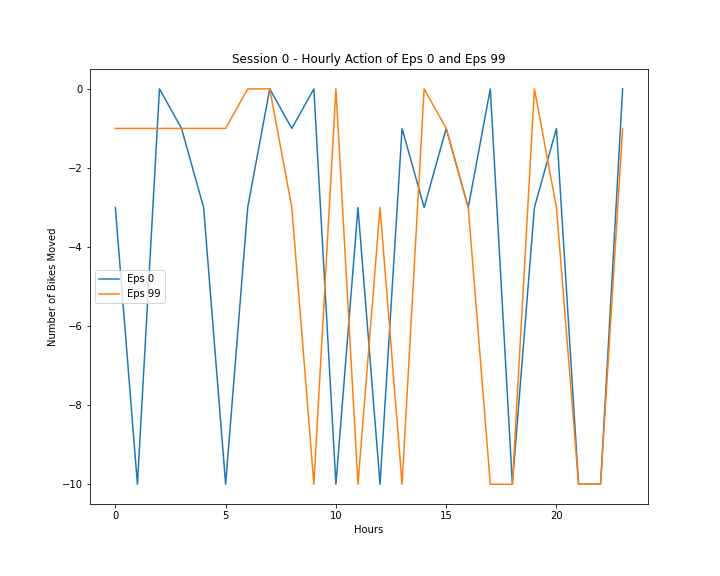 Session 0 - Hourly Action of Eps 0 and Eps 99
Number of Bikes Moved
0
−2
−4
−6
−8
−10
Eps 0
Eps 99
0 5 10 15 20
Hours